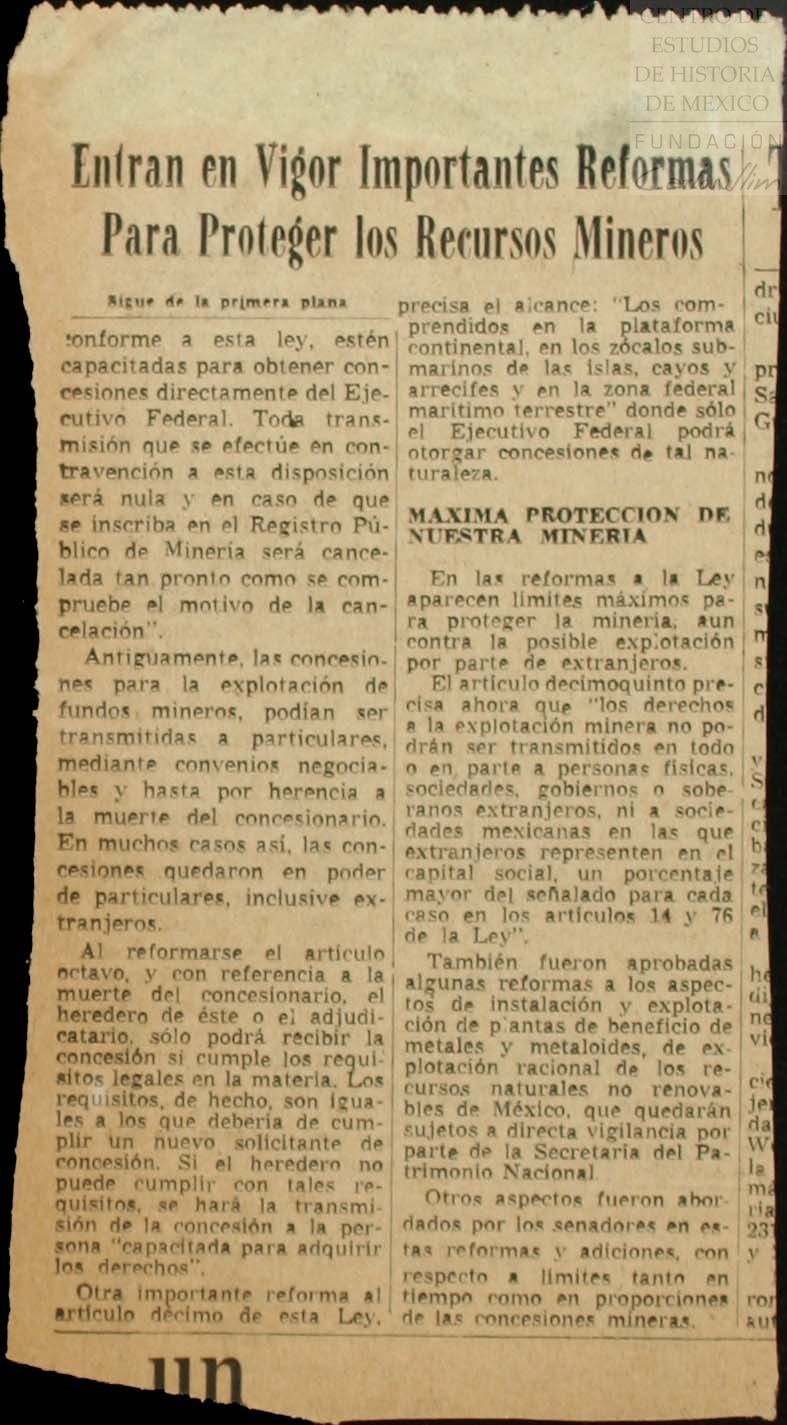 CENTRO DE
ESTUDIOS
DE HISTORIA
DE MEXICO
FUNDACIÓN
Entran en Vigor Importantes Reformas
Para Proteger los Recursos Mineros
Sigue de la primera plana
conforme a esta ley, estén
capacitadas para obtener con-
cesiones directamente del Eje-
cutivo Federal. Toda trans-
misión que se efectúe en con-
travención a esta disposición
será nula y en caso de que
se inscriba en el Registro Pú-
blico de Minería será cance-
lada tan pronto como se com-
pruebe el motivo de la can-
celación".
Antiguamente, las concesio-
nes para la explotación de
fundos mineros, podían ser
transmitidas a particulares,
mediante convenios negocia-
bles y hasta por herencia a
la muerte del concesionario.
En muchos casos así, las con-
cesiones quedaron en poder
de particulares, inclusive ex-
tranjeros.
Al reformarse el artículo
octavo, y con referencia a la
muerte del concesionario, el
heredero de éste o el adjudi-
catario, sólo podrá recibir la
concesión si cumple los requi-
sitos legales en la materia. Los
requisitos, de hecho, son igua-
les a los que debería de cum-
plir un nuevo solicitante de
concesión. Si el heredero no
puede cumplir con tales re-
quisitos, se hará la transmi-
sión de la concesión a la per-
sona "capacitada para adquirir
los derechos".
Otra importante reforma al
artículo décimo de esta Ley,
precisa el alcance: "Los com-
prendidos en la plataforma
continental, en los zócalos sub-
marinos de las islas, cayos y
arrecifes y en la zona federal
marítimo terrestre" donde sólo
el Ejecutivo Federal podrá
otorgar concesiones de tal na-
turaleza.
MAXIMA PROTECCION DE
NUESTRA MINERIA
En las reformas a la Ley
aparecen límites máximos pa-
ra proteger la minería, aun
contra la posible explotación
por parte de extranjeros.
El artículo decimoquinto pre-
cisa ahora que "los derechos
a la explotación minera no po-
drán ser transmitidos en todo
o en parte a personas físicas,
sociedades, gobiernos o sobe-
ranos extranjeros, ni a socie-
dades mexicanas en las que
extranjeros representen en el
capital social, un porcentaje
mayor del señalado para cada
caso en los artículos 14 y 76
de la Ley".
También fueron aprobadas
algunas reformas a los aspec-
tos de instalación y explota-
ción de plantas de beneficio de
metales y metaloides, de ex-
plotación racional de los re-
cursos naturales no renova-
bles de México, que quedarán
sujetos a directa vigilancia por
parte de la Secretaría del Pa-
trimonio Nacional
Otros aspectos fueron abor-
dados por los senadores en es-
tas reformas y adiciones, con
respecto a límites tanto en
tiempo como en proporciones
de las concesiones mineras.
un